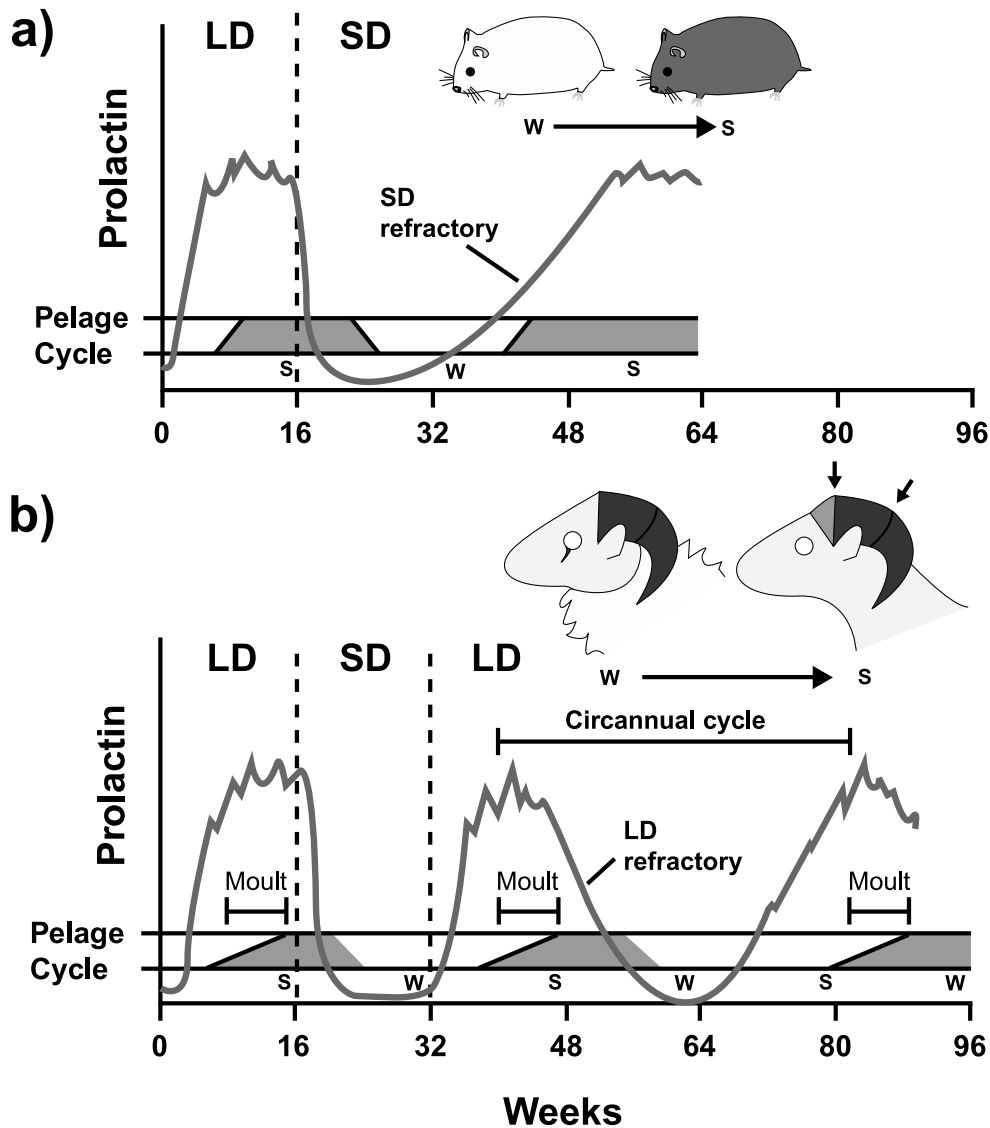 a)
LD SD
W S
Prolactin
SD
refractory
Pelage
Cycle
S W S
0 16 32 48 64 80 96
b)
LD SD LD
W S
Circannual cycle
Prolactin
LD
refractory
Moult Moult Moult
Pelage
Cycle
S W S W S W
0 16 32 48 64 80 96
Weeks